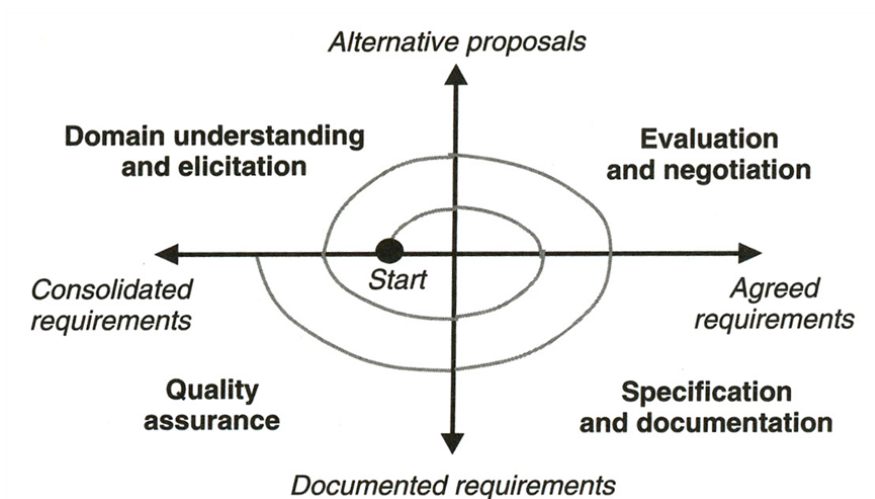 Alternative proposals
Domain understanding
and elicitation
Evaluation
and negotiation
Start
Consolidated
requirements
Agreed
requirements
Quality
assurance
Specification
and documentation
Documented requirements